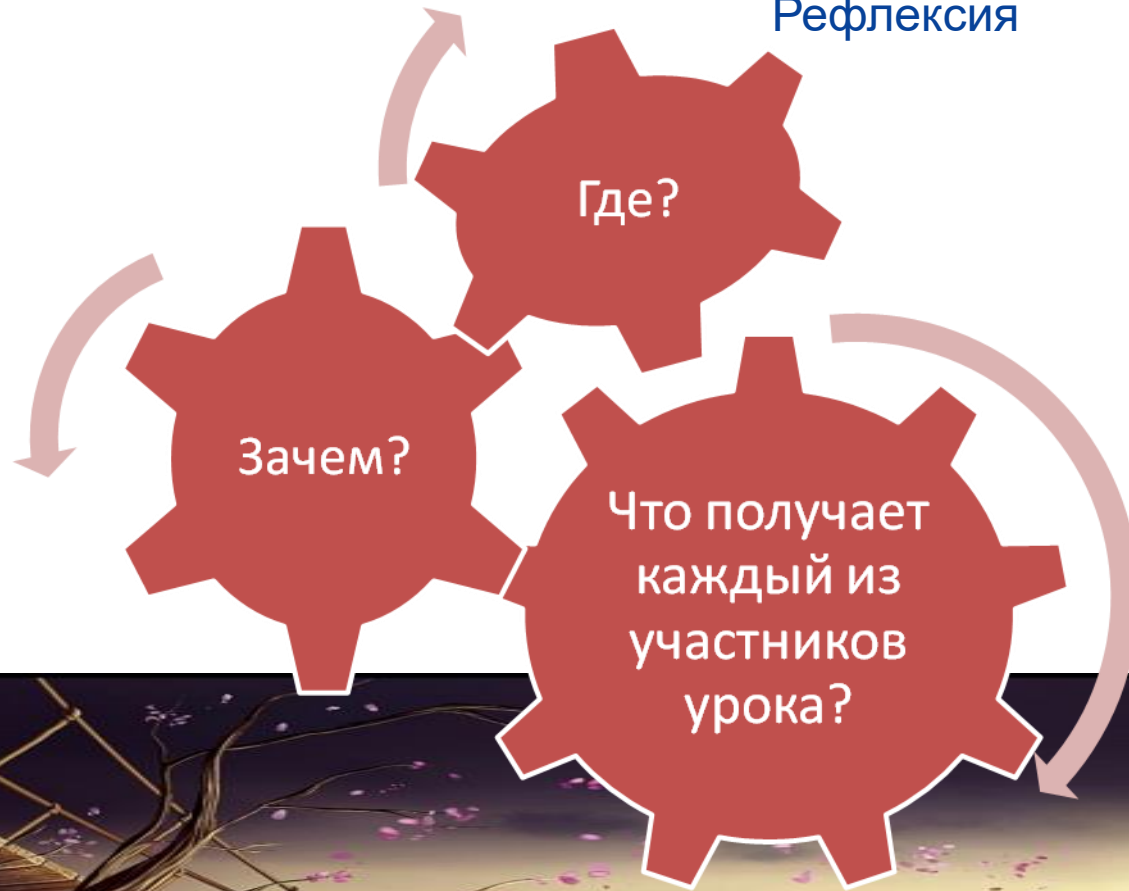 Рефлексия
Где?
Зачем?
Что получает
каждый из
участников
урока?